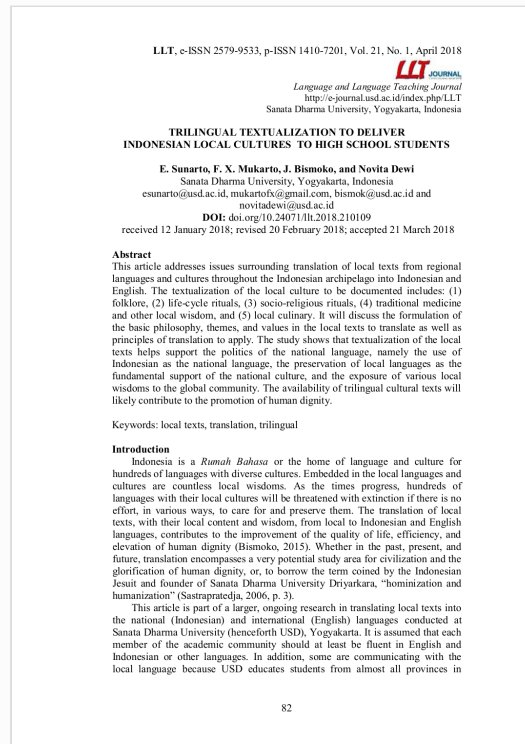 LLT, e-ISSN 2579-9533, p-ISSN 1410-7201, Vol. 21, No. 1, April 2018
LLT JOURNAL
Language and Language Teaching Journal
http://e-journal.usd.ac.id/index.php/LLT
Sanata Dharma University, Yogyakarta, Indonesia
TRILINGUAL TEXTUALIZATION TO DELIVER
INDONESIAN LOCAL CULTURES TO HIGH SCHOOL STUDENTS
E. Sunarto, F. X. Mukarto, J. Bismoko, and Novita Dewi
Sanata Dharma University, Yogyakarta, Indonesia
esunarto@usd.ac.id, mukartofx@gmail.com, bismok@usd.ac.id and
novitadewi@usd.ac.id
DOI: doi.org/10.24071/llt.2018.210109
received 12 January 2018; revised 20 February 2018; accepted 21 March 2018
Abstract
This article addresses issues surrounding translation of local texts from regional
languages and cultures throughout the Indonesian archipelago into Indonesian and
English. The textualization of the local culture to be documented includes: (1)
folklore, (2) life-cycle rituals, (3) socio-religious rituals, (4) traditional medicine
and other local wisdom, and (5) local culinary. It will discuss the formulation of
the basic philosophy, themes, and values in the local texts to translate as well as
principles of translation to apply. The study shows that textualization of the local
texts helps support the politics of the national language, namely the use of
Indonesian as the national language, the preservation of local languages as the
fundamental support of the national culture, and the exposure of various local
wisdoms to the global community. The availability of trilingual cultural texts will
likely contribute to the promotion of human dignity.
Keywords: local texts, translation, trilingual
Introduction
Indonesia is a Rumah Bahasa or the home of language and culture for
hundreds of languages with diverse cultures. Embedded in the local languages and
cultures are countless local wisdoms. As the times progress, hundreds of
languages with their local cultures will be threatened with extinction if there is no
effort, in various ways, to care for and preserve them. The translation of local
texts, with their local content and wisdom, from local to Indonesian and English
languages, contributes to the improvement of the quality of life, efficiency, and
elevation of human dignity (Bismoko, 2015). Whether in the past, present, and
future, translation encompasses a very potential study area for civilization and the
glorification of human dignity, or, to borrow the term coined by the Indonesian
Jesuit and founder of Sanata Dharma University Driyarkara, “hominization and
humanization” (Sastrapratedja, 2006, p. 3).
This article is part of a larger, ongoing research in translating local texts into
the national (Indonesian) and international (English) languages conducted at
Sanata Dharma University (henceforth USD), Yogyakarta. It is assumed that each
member of the academic community should at least be fluent in English and
Indonesian or other languages. In addition, some are communicating with the
local language because USD educates students from almost all provinces in
82